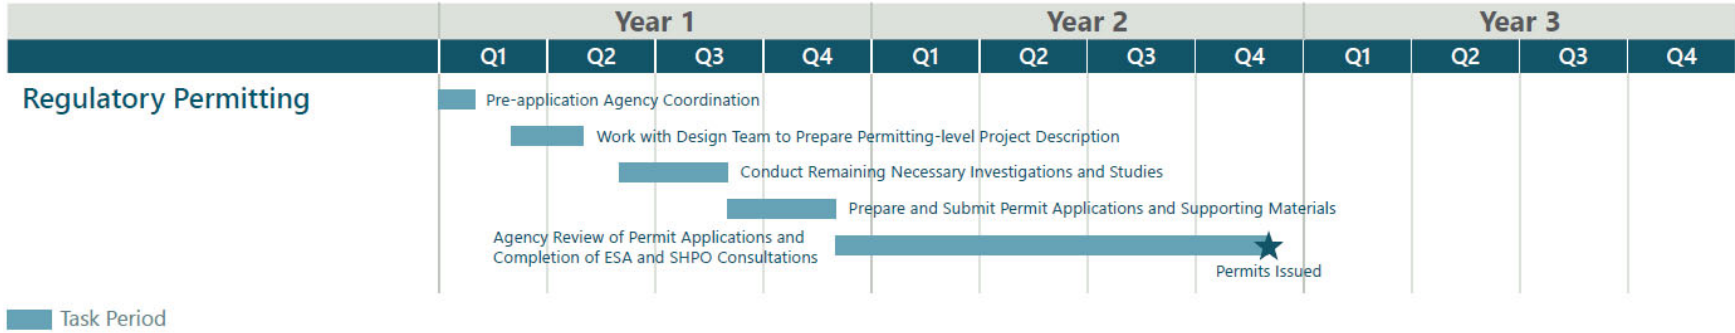 Year 1 Year 2 Year 3
Q1 Q2 Q3 Q4 Q1 Q2 Q3 Q4 Q1 Q2 Q3 Q4
Regulatory Permitting
Pre-application Agency Coordination
Work with Design Team to Prepare Permitting-level Project Description
Conduct Remaining Necessary Investigations and Studies
Prepare and Submit Permit Applications and Supporting Materials
Agency Review of Permit Applications and
Completion of ESA and SHPO Consultations
Permits Issued
Task Period